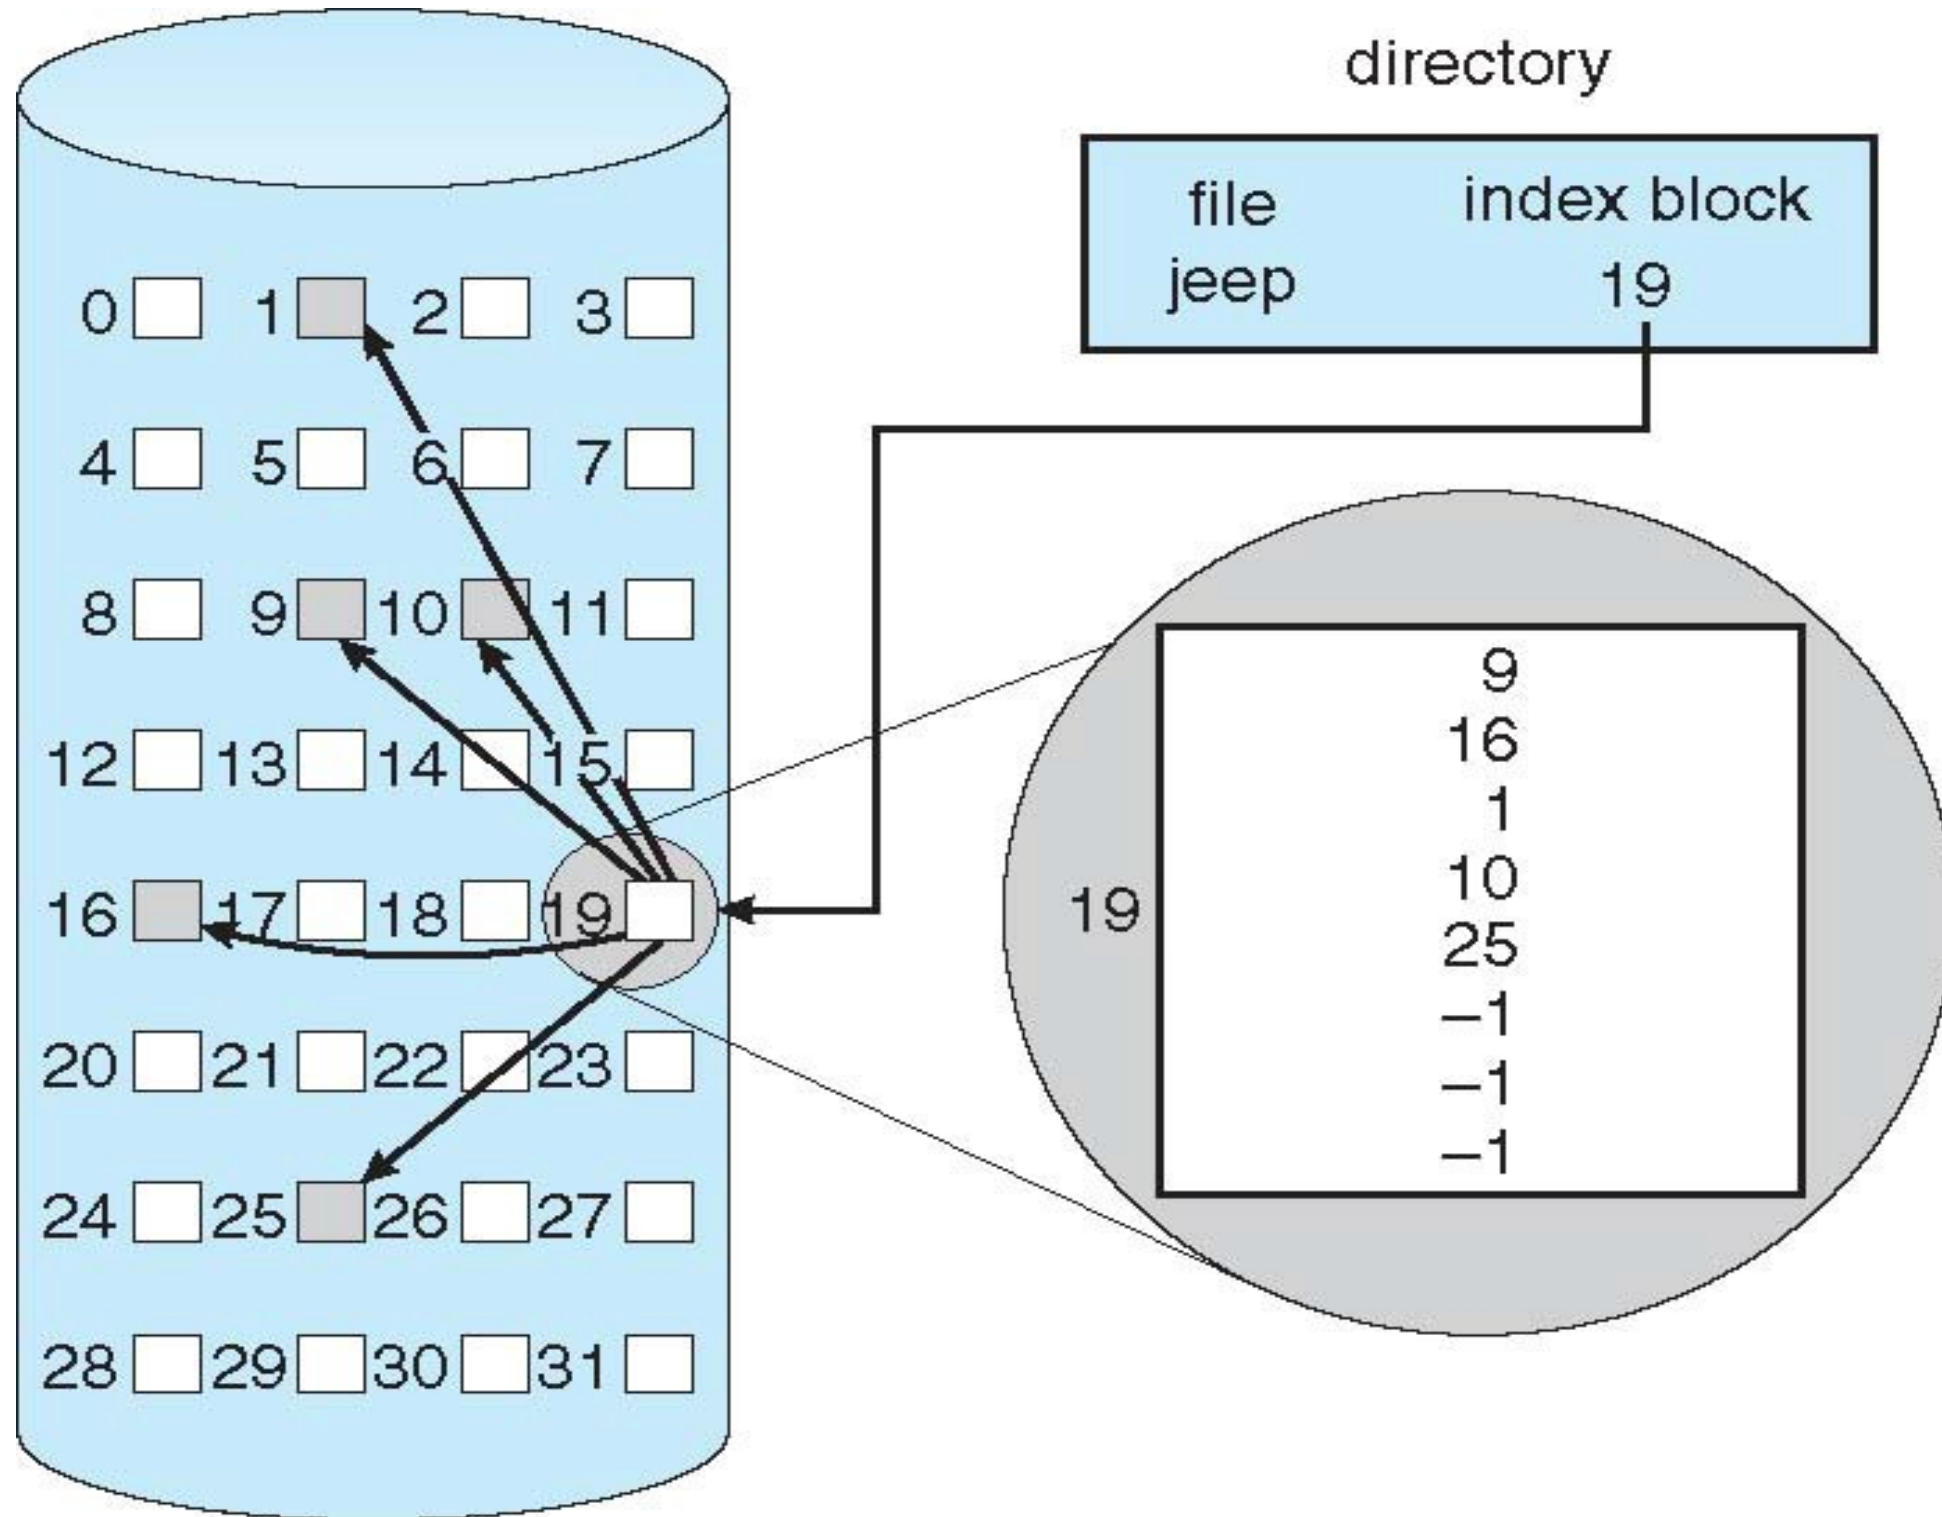 directory
file index block
jeep 19
0 1 2 3
4 5 6 7
8 9 10 11
12 13 14 15
16 17 18 19
20 21 22 23
24 25 26 27
28 29 30 31
19
9
16
1
10
25
–1
–1
–1